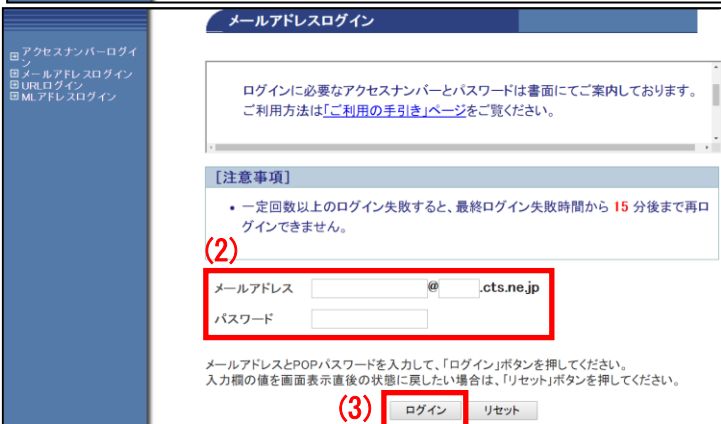 メールアドレスログイン
アクセスナンバーログイ
ン
メールアドレスログイン
URLログイン
MLアドレスログイン
ログインに必要なアクセスナンバーとパスワードは書面にてご案内しております。
ご利用方法は「ご利用の手引き」ページをご覧ください。
[注意事項]
• 一定回数以上のログイン失敗すると、最終ログイン失敗時間から 15 分後まで再ロ
グインできません。
(2)
メールアドレス @ .cts.ne.jp
パスワード
メールアドレスとPOPパスワードを入力して、「ログイン」ボタンを押してください。
入力欄の値を画面表示直後の状態に戻したい場合は、「リセット」ボタンを押してください。
(3) ログイン リセット